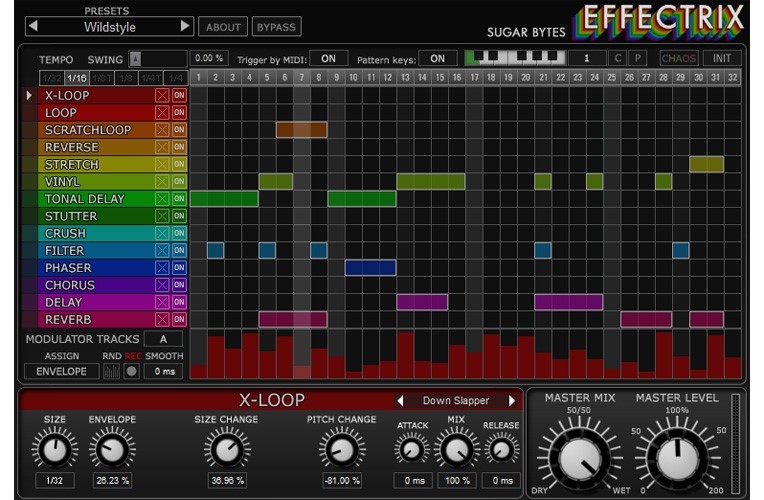 PRESETS
Wildstyle
ABOUT
BYPASS
SUGAR BYTES
EFFECTRIX
TEMPO SWING 0.00 % Trigger by MIDI: ON Pattern keys: ON 1 C P CHAOS INIT
1/32 1/16 1/8T 1/8 1/4T 1/4
1 2 3 4 5 6 7 8 9 10 11 12 13 14 15 16 17 18 19 20 21 22 23 24 25 26 27 28 29 30 31 32
X-LOOP ON
LOOP ON
SCRATCHLOOP ON
REVERSE ON
STRETCH ON
VINYL ON
TONAL DELAY ON
STUTTER ON
CRUSH ON
FILTER ON
PHASER ON
CHORUS ON
DELAY ON
REVERB ON
MODULATOR TRACKS A
ASSIGN RND REC SMOOTH
ENVELOPE 0 ms
X-LOOP
Down Slapper
SIZE
1/32
ENVELOPE
26.23 %
SIZE CHANGE
36.96 %
PITCH CHANGE
-81.00 %
ATTACK
0 ms
MIX
100 %
RELEASE
0 ms
MASTER MIX
50/50
DRY WET
MASTER LEVEL
100%
50 50
0 200